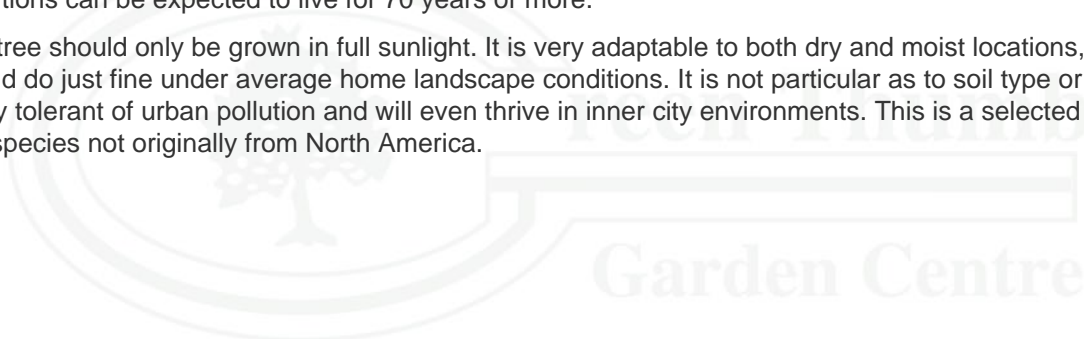 tions can be expected to live for 70 years or more.
tree should only be grown in full sunlight. It is very adaptable to both dry and moist locations,
d do just fine under average home landscape conditions. It is not particular as to soil type or
y tolerant of urban pollution and will even thrive in inner city environments. This is a selected
species not originally from North America.
reen Thumb
Garden Centre